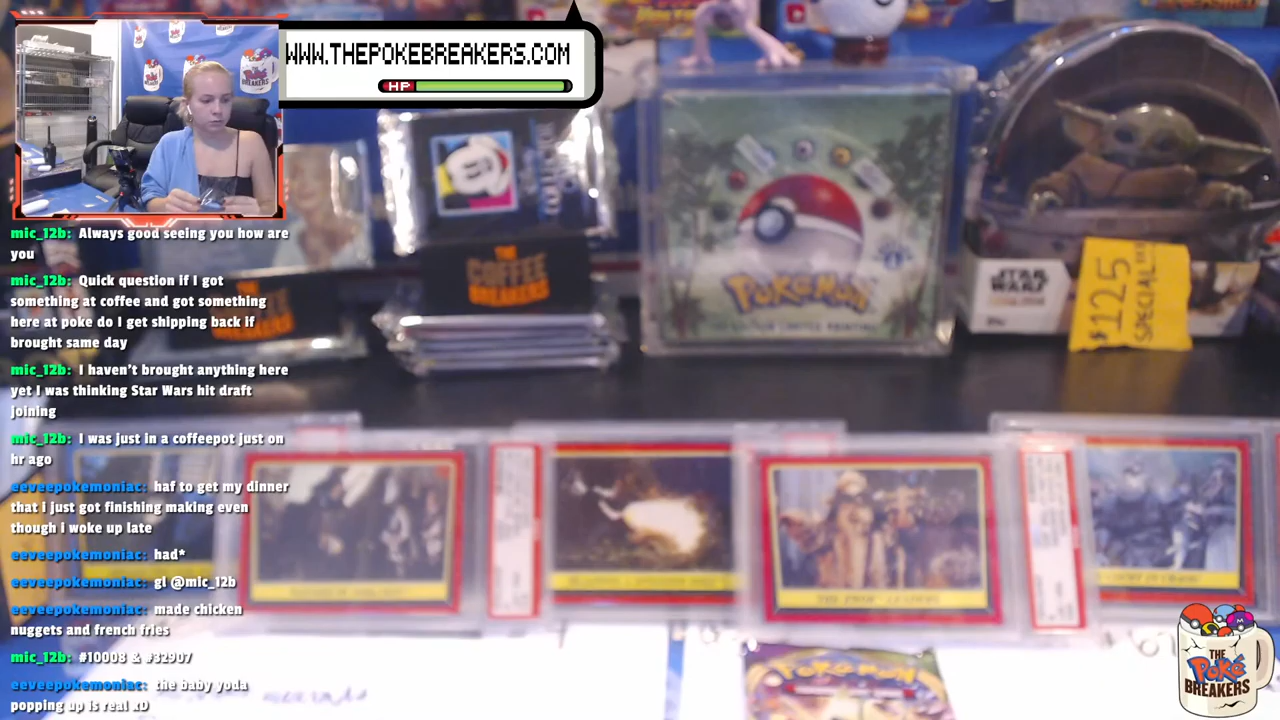 WWW.THEPOKEBREAKERS.COM
HP
POKÉ
BREAKERS
mic_12b: Always good seeing you how are
you
mic_12b: Quick question if I got
something at coffee and got something
here at poke do I get shipping back if
brought same day
mic_12b: I haven't brought anything here
yet I was thinking Star Wars hit draft
joining
mic_12b: I was just in a coffeepot just on
hr ago
eeveepokemoniac: haf to get my dinner
that i just got finishing making even
though i woke up late
eeveepokemoniac: had*
eeveepokemoniac: gl @mic_12b
eeveepokemoniac: made chicken
nuggets and french fries
mic_12b: #10008 & #32907
eeveepokemoniac: the baby yoda
popping up is real xD
THE
COFFEE
BREAKERS
POKéMON
STAR
WARS
$125
SPECIAL
POKéMON
THE
Poké
BREAKERS